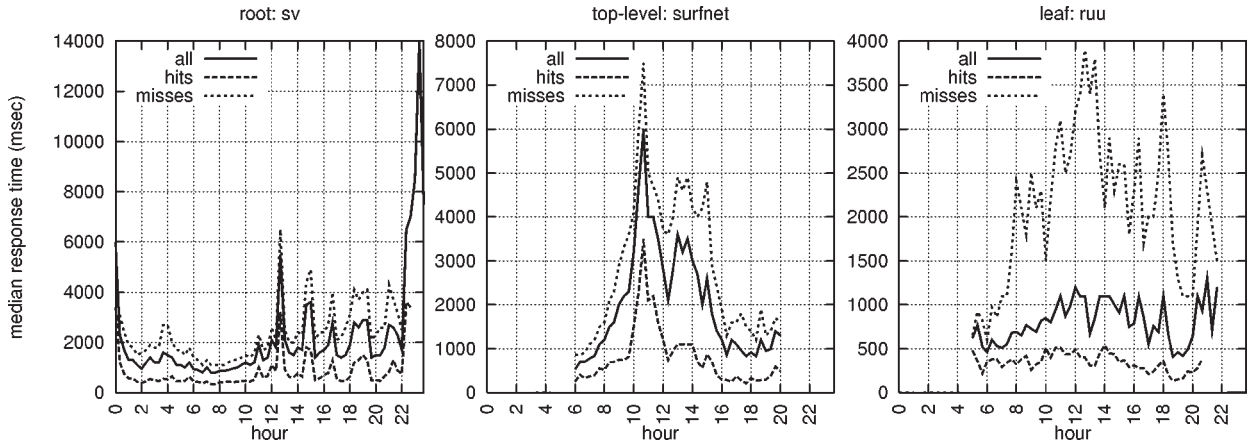 root: sv
median response time (msec)
14000
12000
10000
8000
6000
4000
2000
0
all
hits
misses
0 2 4 6 8 10 12 14 16 18 20 22
hour
top-level: surfnet
8000
7000
6000
5000
4000
3000
2000
1000
0
all
hits
misses
0 2 4 6 8 10 12 14 16 18 20 22
hour
leaf: ruu
4000
3500
3000
2500
2000
1500
1000
500
0
all
hits
misses
0 2 4 6 8 10 12 14 16 18 20 22
hour